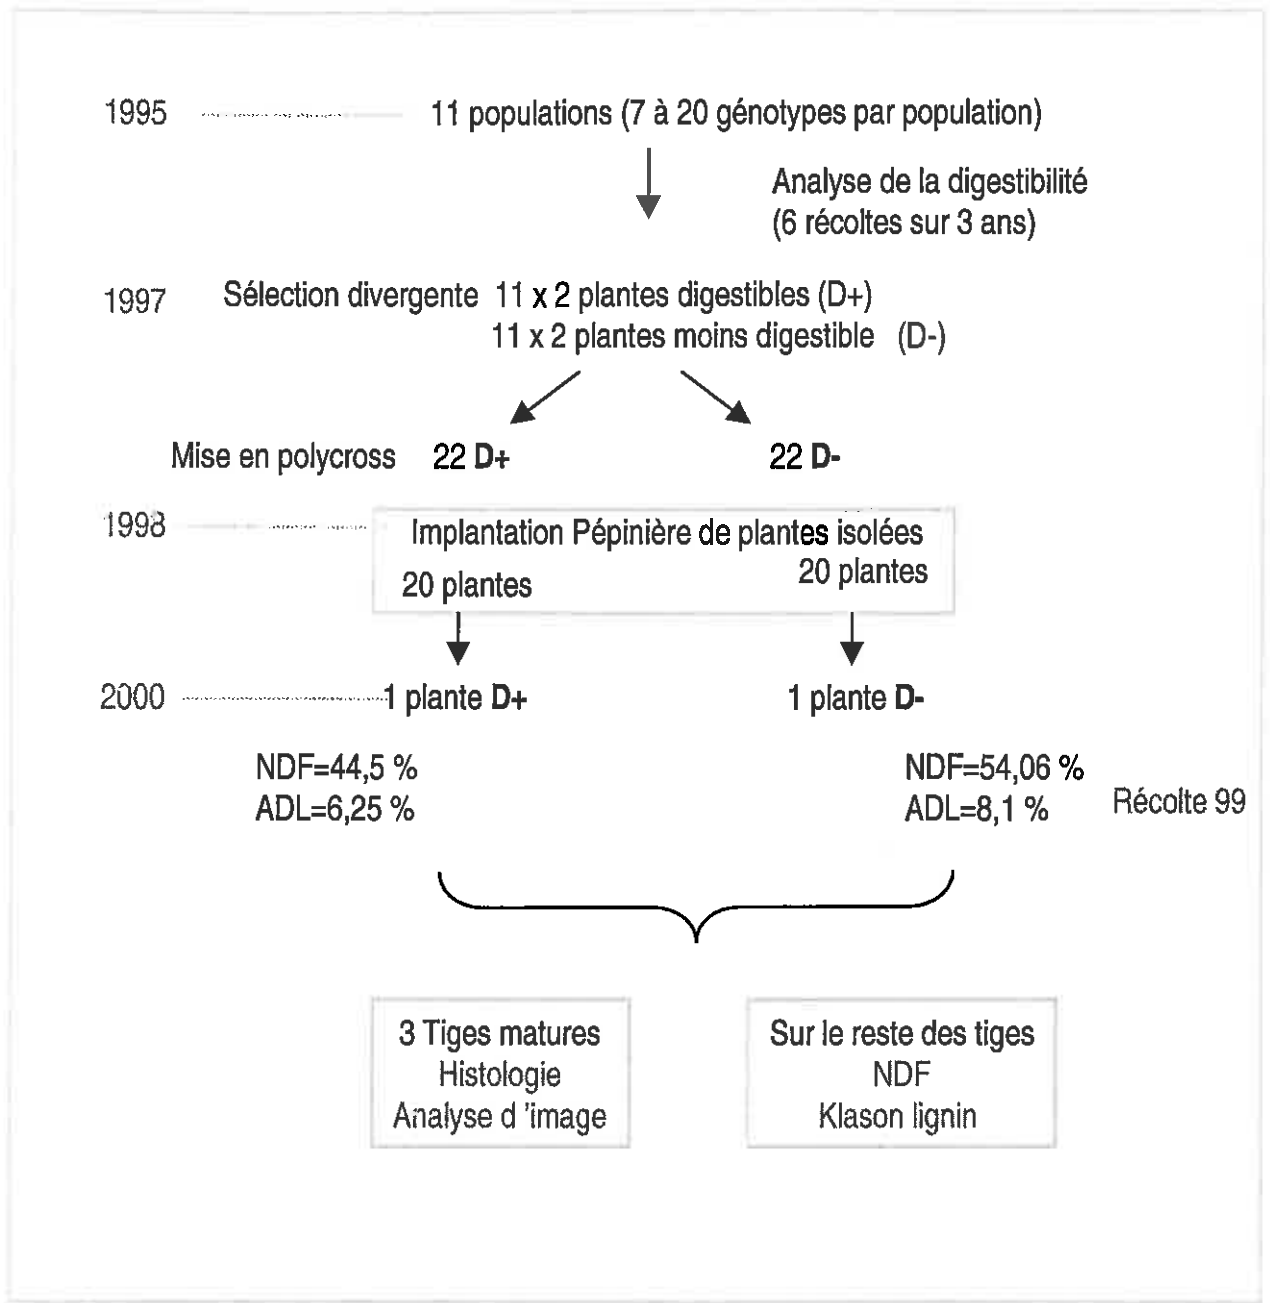 1995 11 populations (7 à 20 génotypes par population)
Analyse de la digestibilité
(6 récoltes sur 3 ans)
1997 Sélection divergente 11 x 2 plantes digestibles (D+)
11 x 2 plantes moins digestible (D-)
Mise en polycross 22 D+ 22 D-
1998 Implantation Pépinière de plantes isolées
20 plantes 20 plantes
2000 1 plante D+ 1 plante D-
NDF=44,5 % NDF=54,06 %
ADL=6,25 % ADL=8,1 % Récolte 99
3 Tiges matures
Histologie
Analyse d 'image
Sur le reste des tiges
NDF
Klason lignin